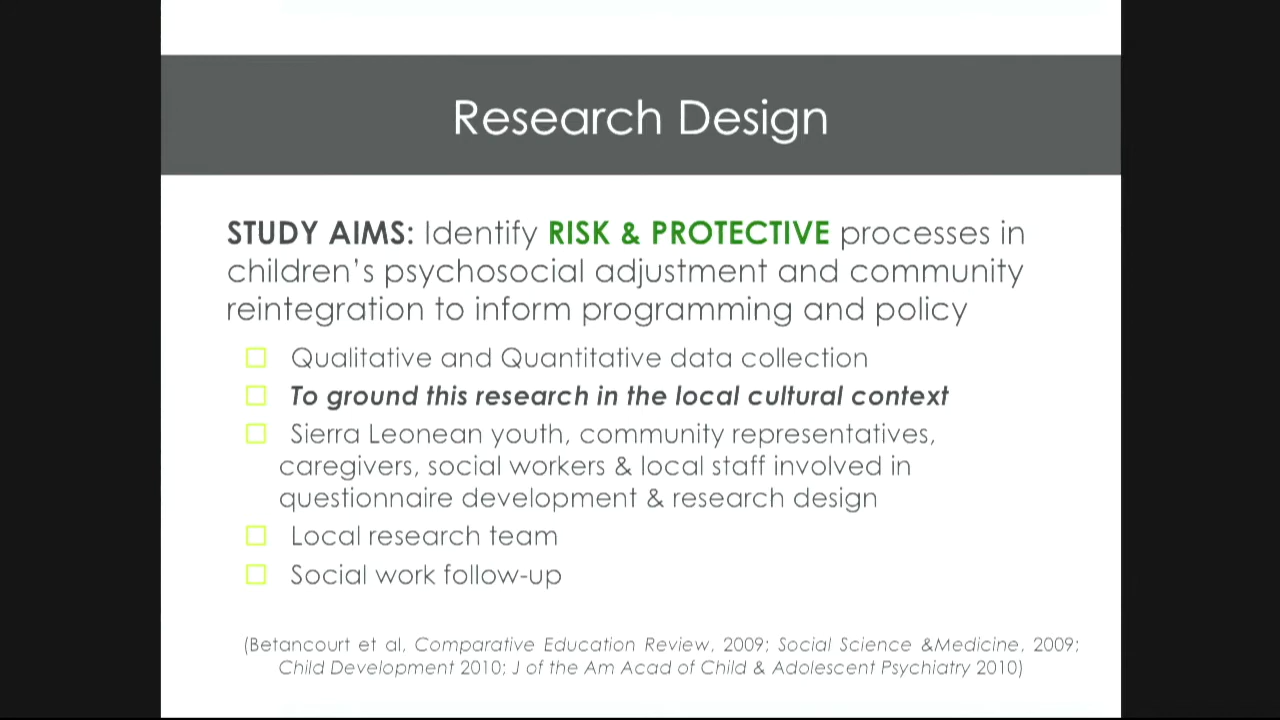 Research Design
STUDY AIMS: Identify RISK & PROTECTIVE processes in
children's psychosocial adjustment and community
reintegration to inform programming and policy
Qualitative and Quantitative data collection
To ground this research in the local cultural context
Sierra Leonean youth, community representatives,
caregivers, social workers & local staff involved in
questionnaire development & research design
Local research team
Social work follow-up
(Betancourt et al, Comparative Education Review, 2009; Social Science &Medicine, 2009;
Child Development 2010; J of the Am Acad of Child & Adolescent Psychiatry 2010)